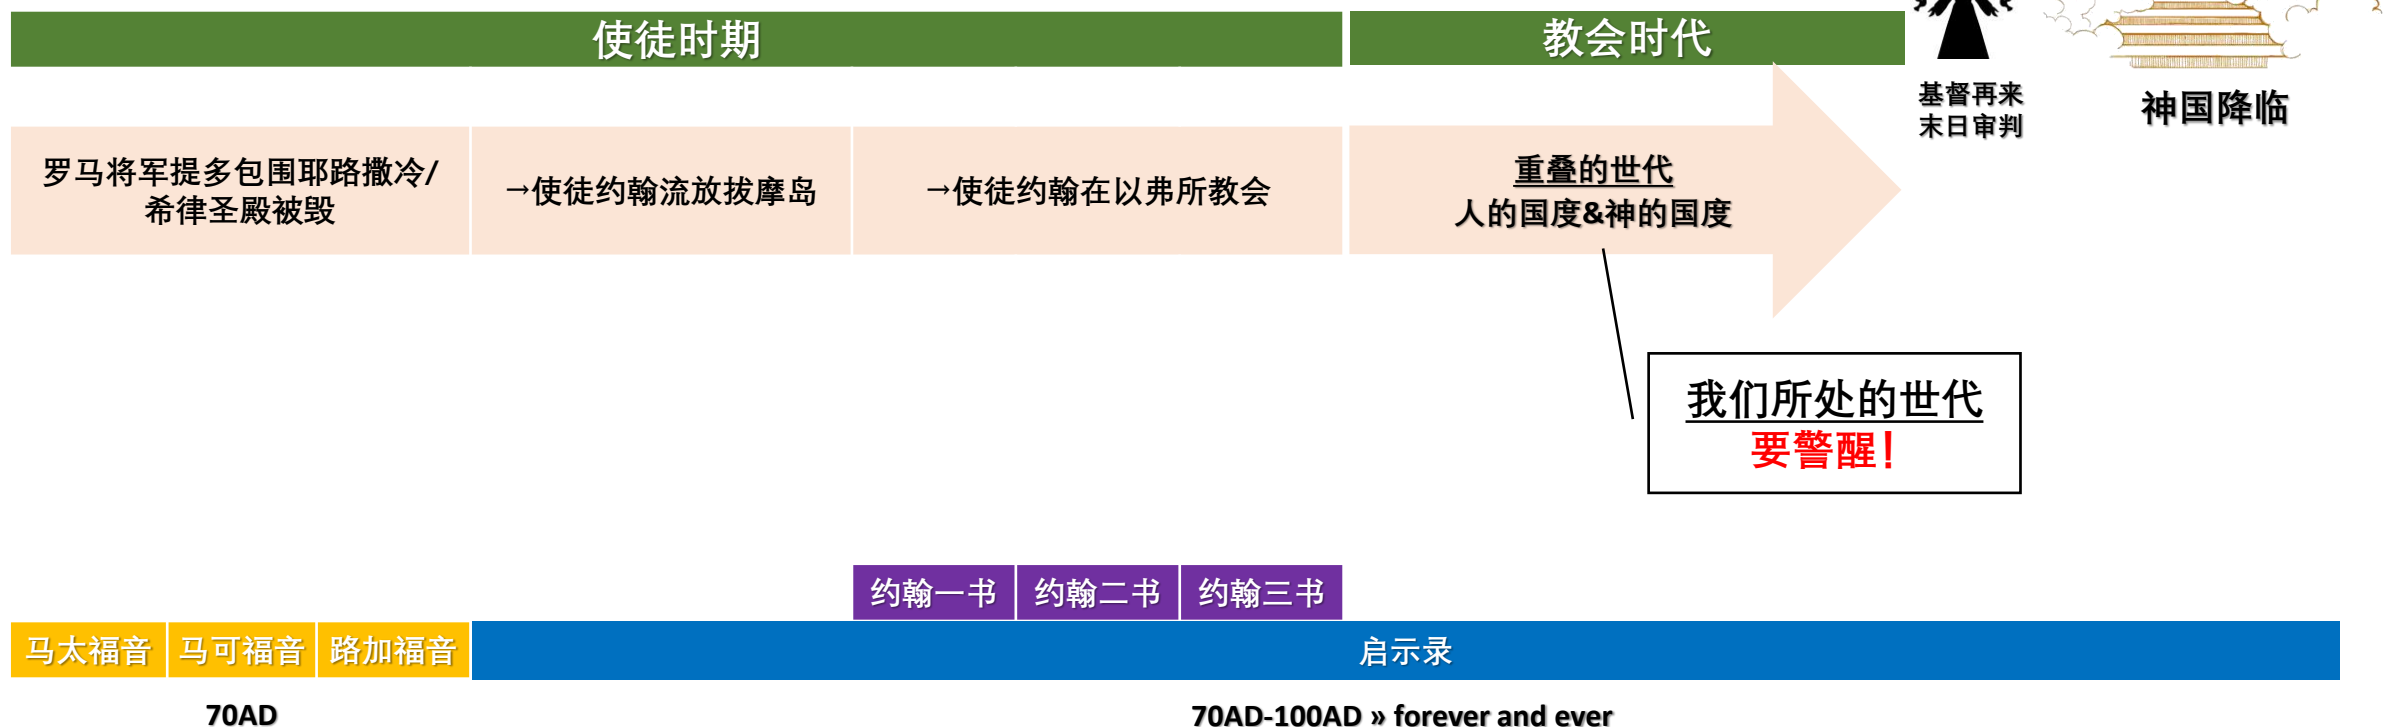 使徒时期
教会时代
基督再来
末日审判
神国降临
罗马将军提多包围耶路撒冷/
希律圣殿被毁
→使徒约翰流放拔摩岛
→使徒约翰在以弗所教会
重叠的世代
人的国度&神的国度
我们所处的世代
要警醒！
约翰一书
约翰二书
约翰三书
马太福音
马可福音
路加福音
启示录
70AD
70AD-100AD » forever and ever